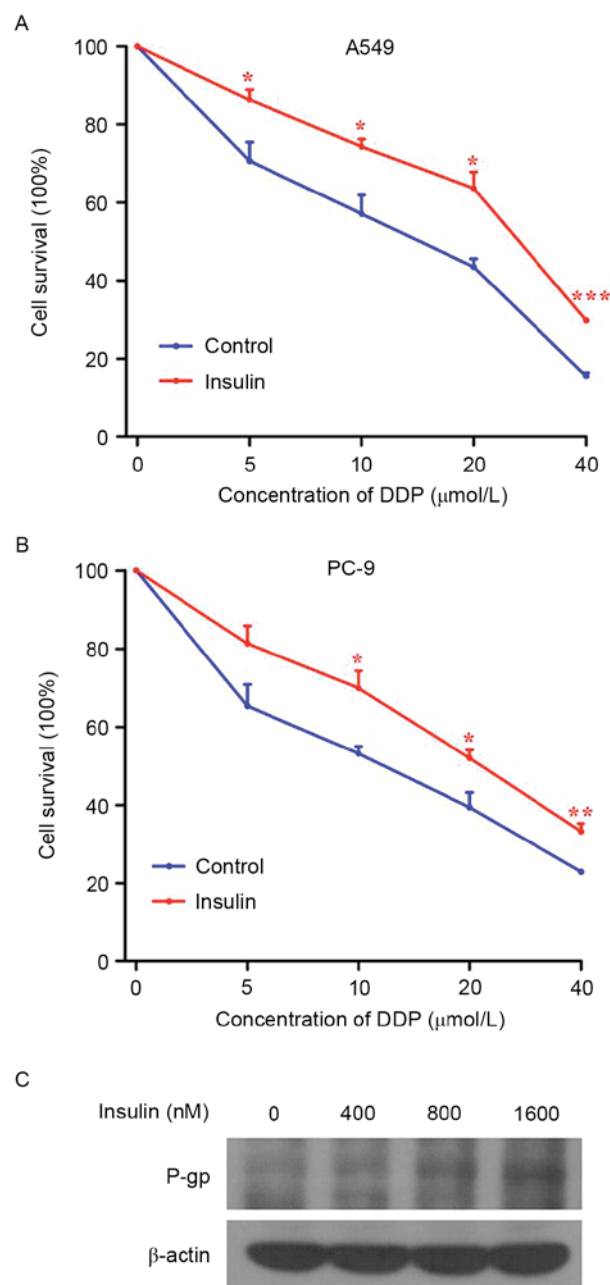 A
A549
100
80
60
40
20
0
Cell survival (100%)
*
*
*
***
Control
Insulin
0 5 10 20 40
Concentration of DDP (μmol/L)
B
PC-9
100
80
60
40
20
0
Cell survival (100%)
*
*
**
Control
Insulin
0 5 10 20 40
Concentration of DDP (μmol/L)
C
Insulin (nM) 0 400 800 1600
P-gp
β-actin